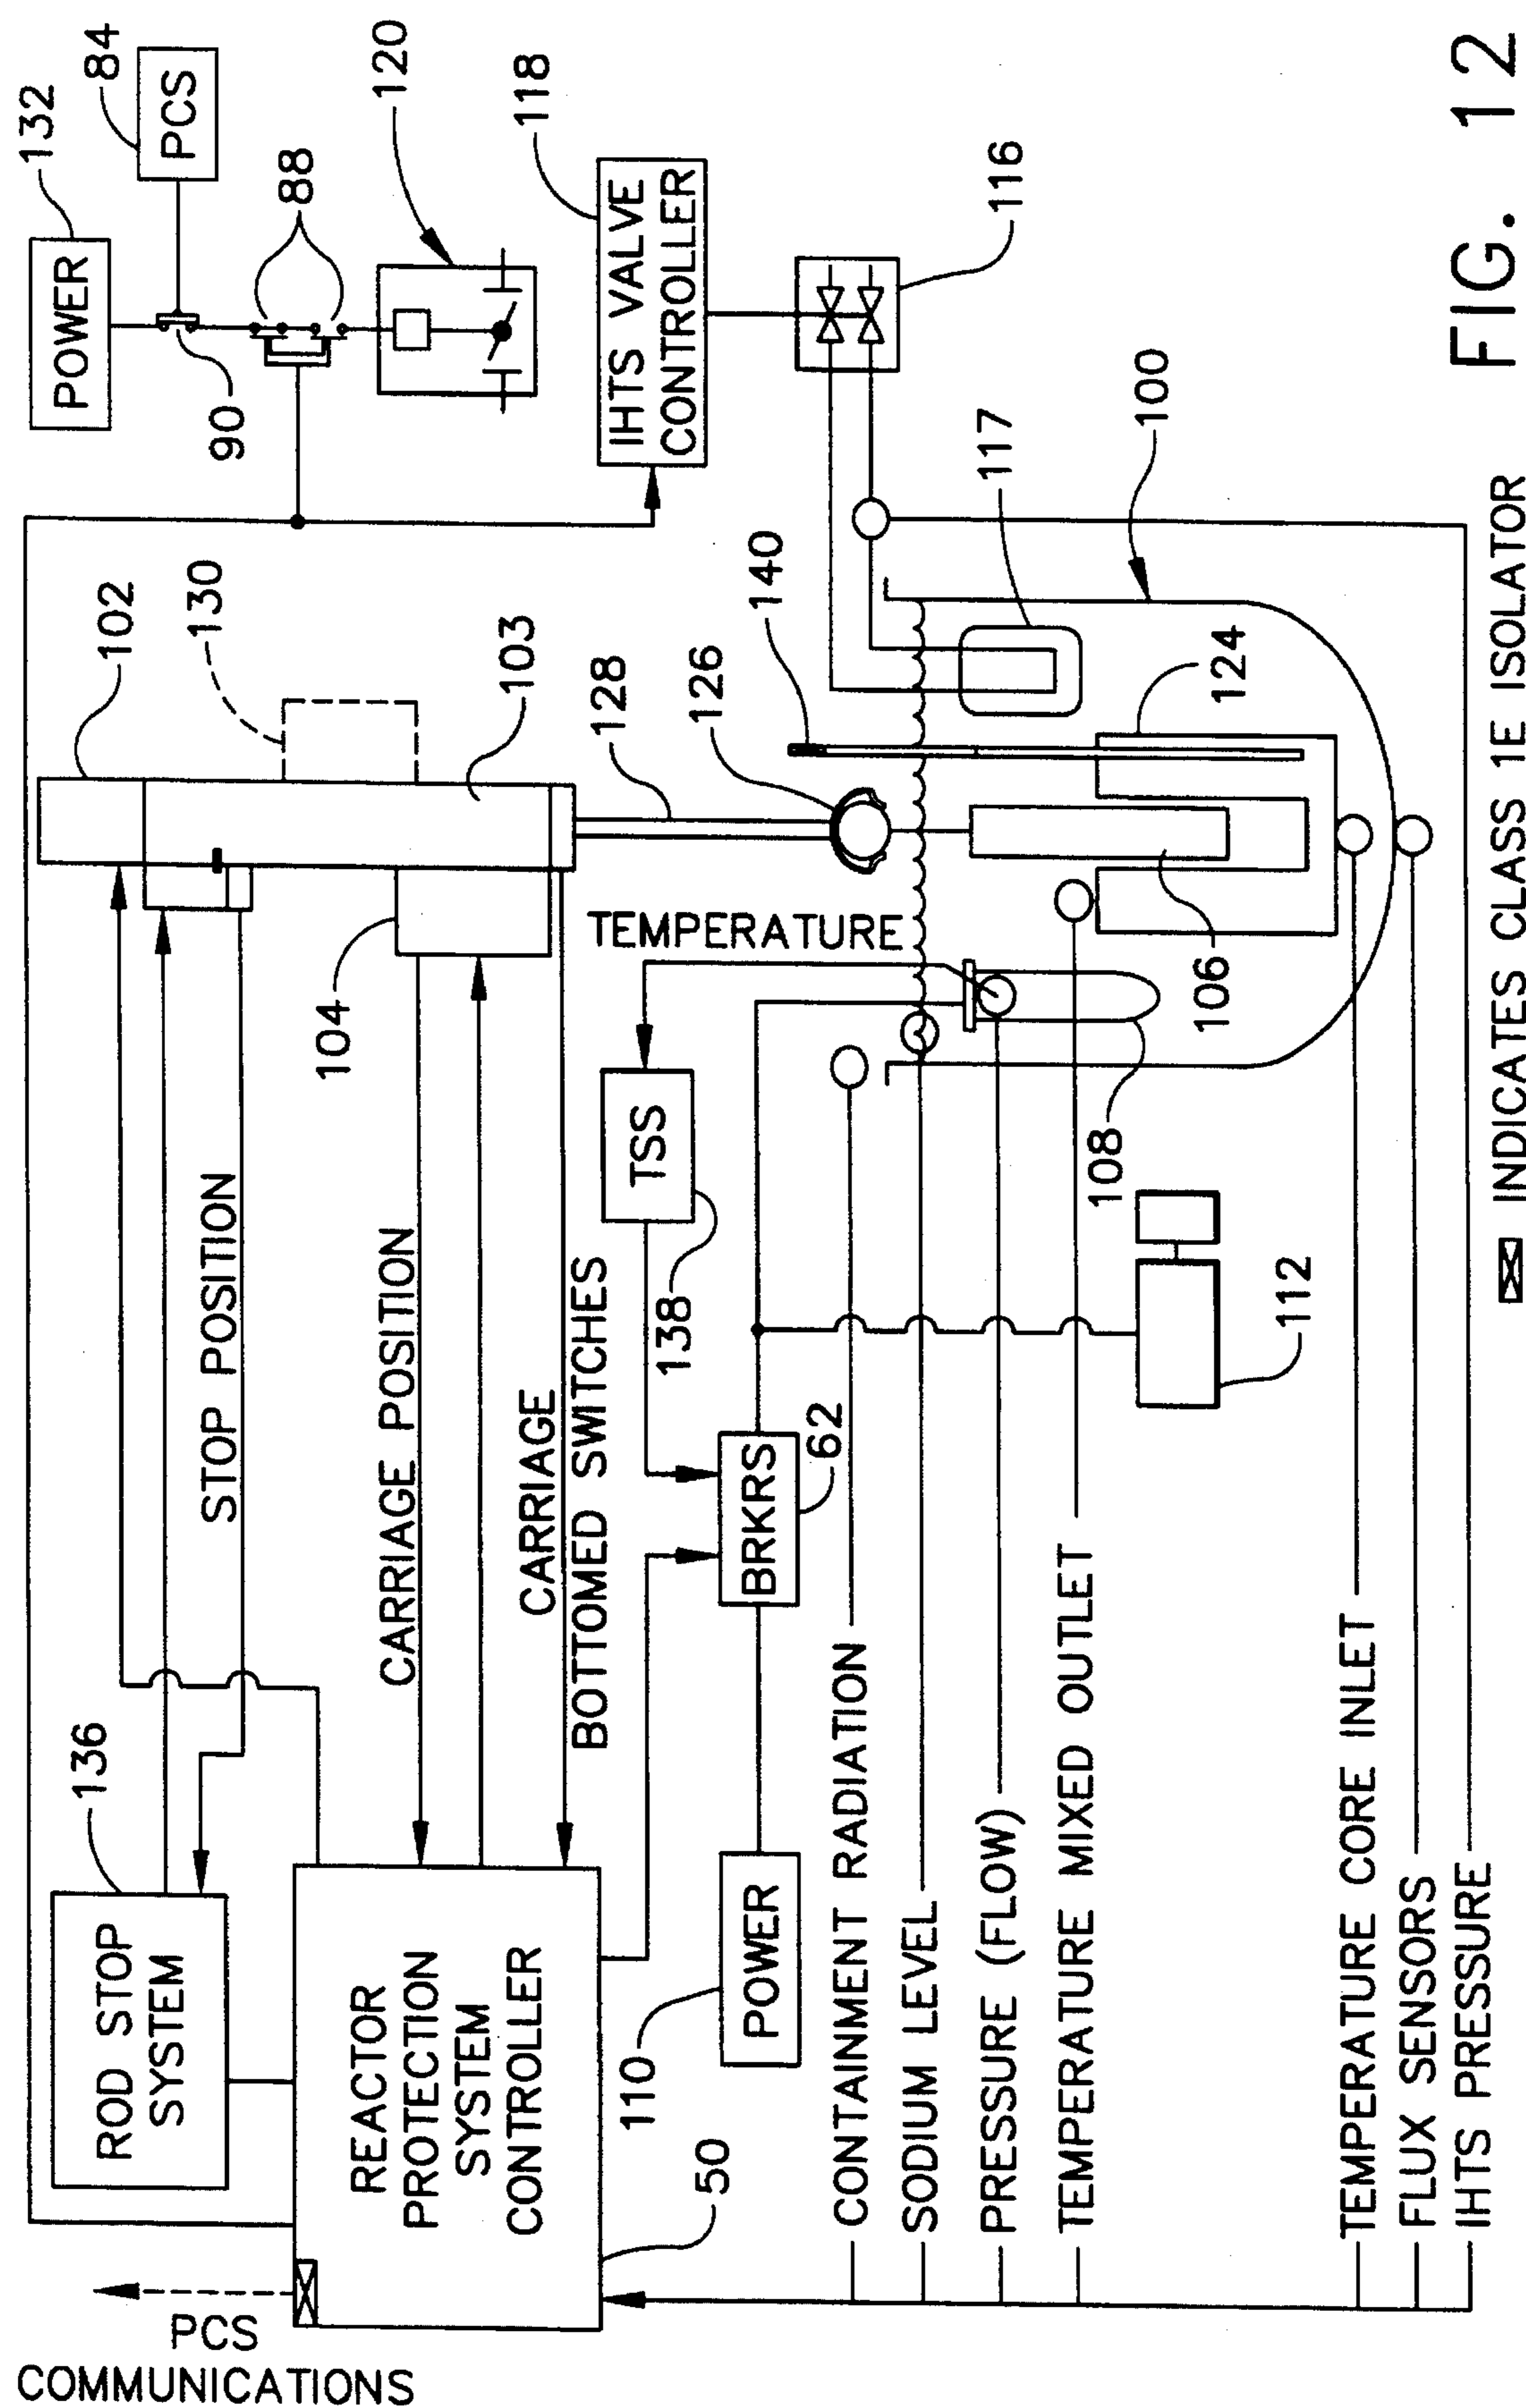 PCS
COMMUNICATIONS
136
ROD STOP
SYSTEM
REACTOR
PROTECTION
SYSTEM
CONTROLLER
50
STOP POSITION
CARRIAGE POSITION
CARRIAGE
BOTTOMED SWITCHES
104
102
130
103
128
126
140
TEMPERATURE
POWER
132
PCS
84
90
88
120
IHTS VALVE
CONTROLLER
118
116
117
100
124
106
108
TSS
138
BRKRS
62
POWER
110
112
CONTAINMENT RADIATION
SODIUM LEVEL
PRESSURE (FLOW)
TEMPERATURE MIXED OUTLET
TEMPERATURE CORE INLET
FLUX SENSORS
IHTS PRESSURE
INDICATES CLASS 1E ISOLATOR
FIG. 12